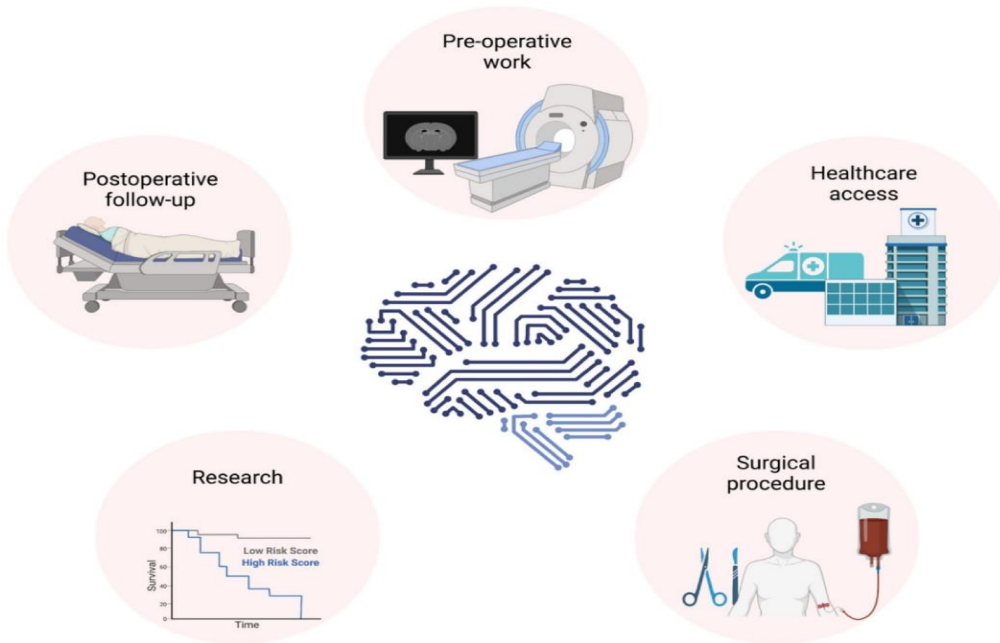 Pre-operative
work
Postoperative
follow-up
Healthcare
access
Research
Surgical
procedure
100
80
60
40
20
0
Survival
Low Risk Score
High Risk Score
Time